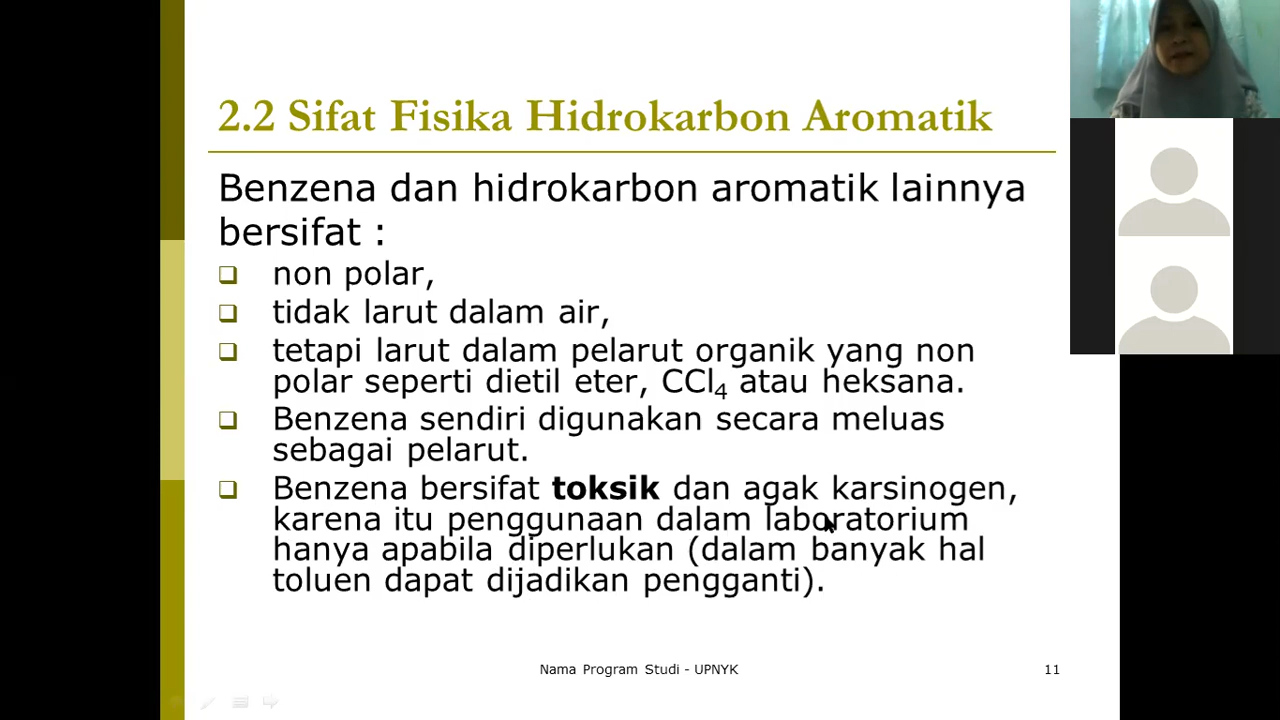 2.2 Sifat Fisika Hidrokarbon Aromatik
Benzena dan hidrokarbon aromatik lainnya
bersifat :
non polar,
tidak larut dalam air,
tetapi larut dalam pelarut organik yang non
polar seperti dietil eter, CCl₄ atau heksana.
Benzena sendiri digunakan secara meluas
sebagai pelarut.
Benzena bersifat toksik dan agak karsinogen,
karena itu penggunaan dalam laboratorium
hanya apabila diperlukan (dalam banyak hal
toluen dapat dijadikan pengganti).
Nama Program Studi - UPNYK
11